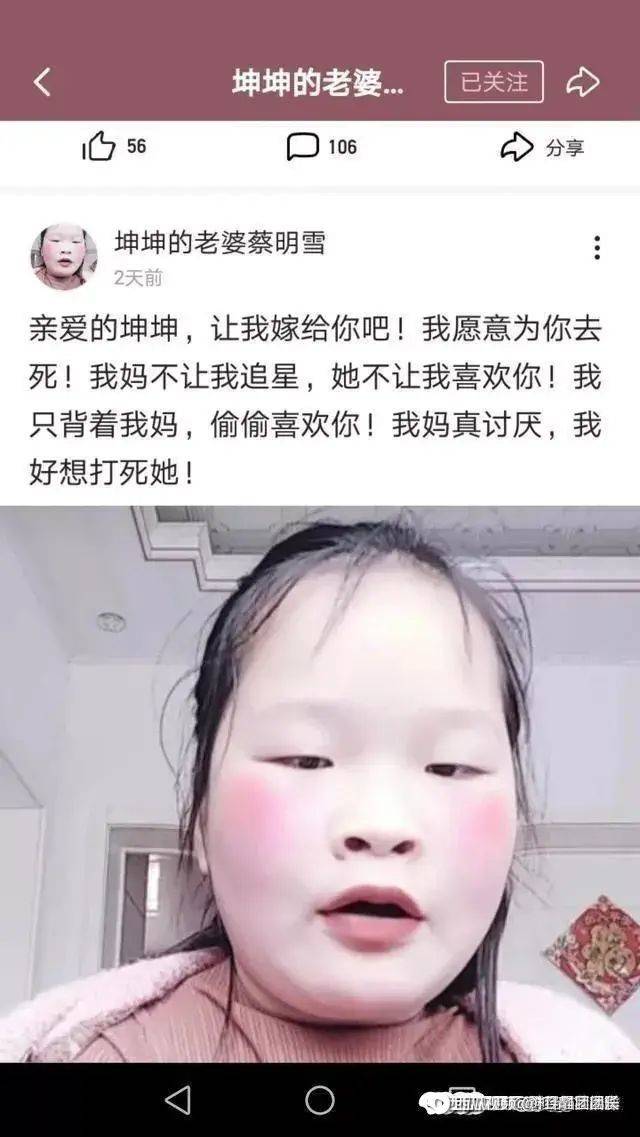 坤坤的老婆...
已关注
56
106
分享
坤坤的老婆蔡明雪
2天前
亲爱的坤坤，让我嫁给你吧！我愿意为你去
死！我妈不让我追星，她不让我喜欢你！我
只背着我妈，偷偷喜欢你！我妈真讨厌，我
好想打死她！
福